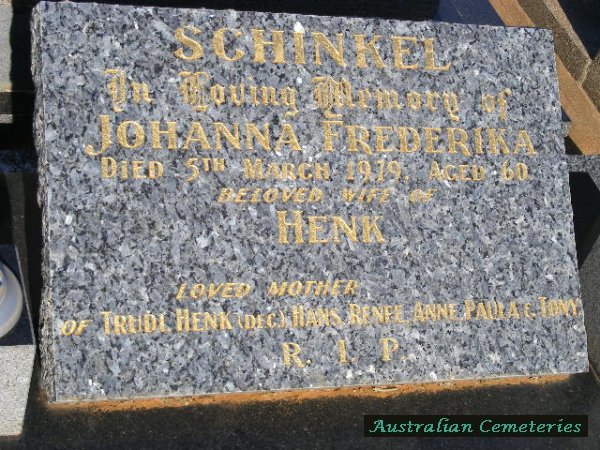 SCHINKEL
In Loving Memory of
JOHANNA FREDERIKA
DIED 5TH MARCH 1979. AGED 60.
BELOVED WIFE OF
HENK
LOVED MOTHER
OF TRUDI, HENK (DEC), HANS, RENEE, ANNE, PAULA & TONY
R. I. P.
Australian Cemeteries